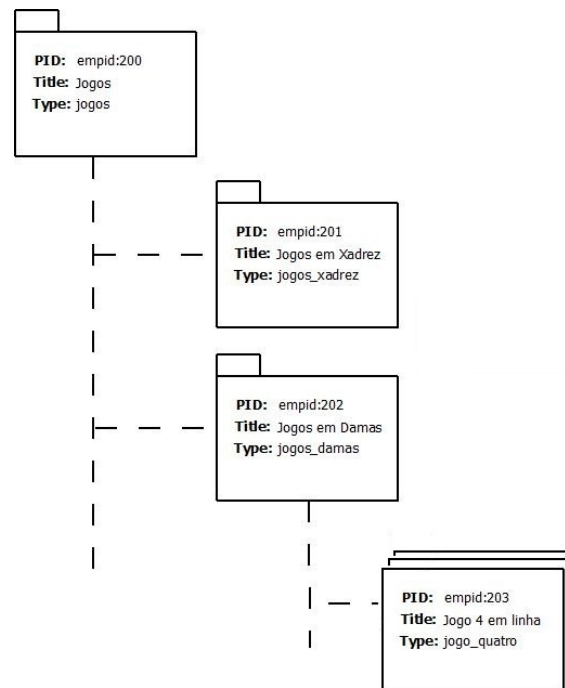 PID: empid:200
Title: Jogos
Type: jogos
PID: empid:201
Title: Jogos em Xadrez
Type: jogos_xadrez
PID: empid:202
Title: Jogos em Damas
Type: jogos_damas
PID: empid:203
Title: Jogo 4 em linha
Type: jogo_quatro